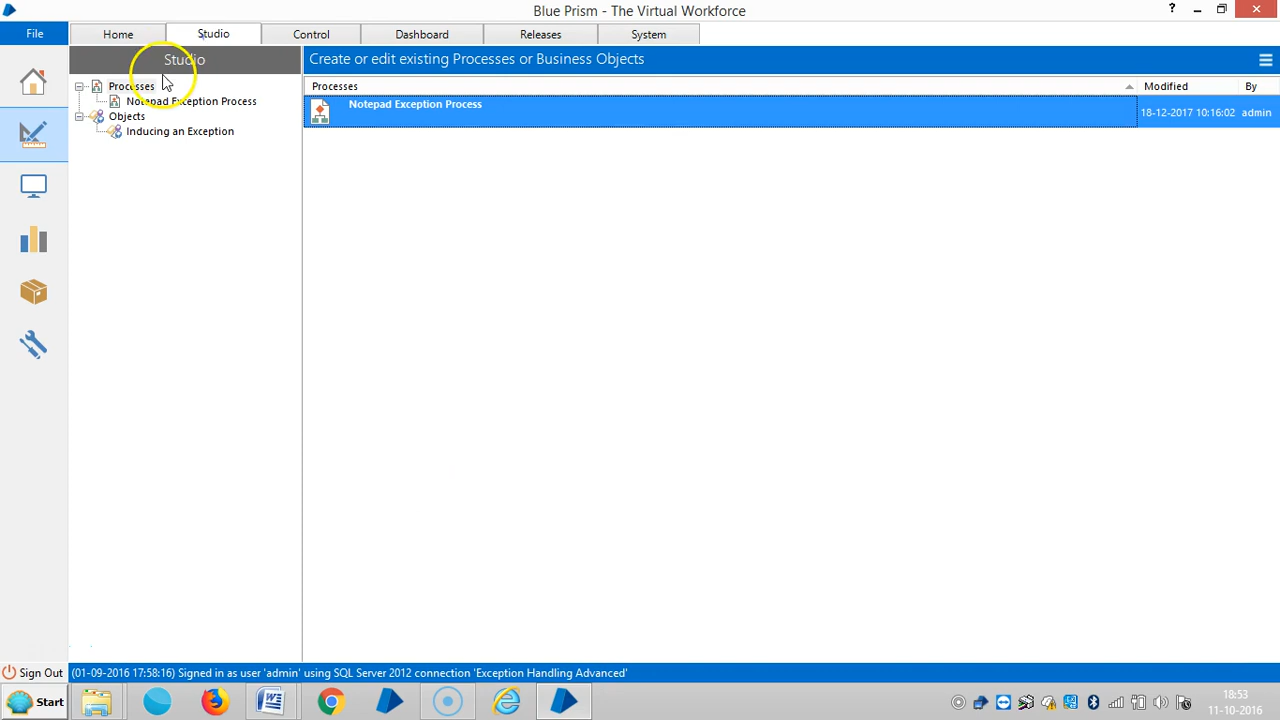 Blue Prism - The Virtual Workforce
?
File
Home
Studio
Control
Dashboard
Releases
System
Studio
Create or edit existing Processes or Business Objects
Processes
Notepad Exception Process
Objects
Inducing an Exception
Processes
Modified
By
Notepad Exception Process
18-12-2017 10:16:02
admin
Sign Out
(01-09-2016 17:58:16) Signed in as user 'admin' using SQL Server 2012 connection 'Exception Handling Advanced'
Start
18:53
11-10-2016